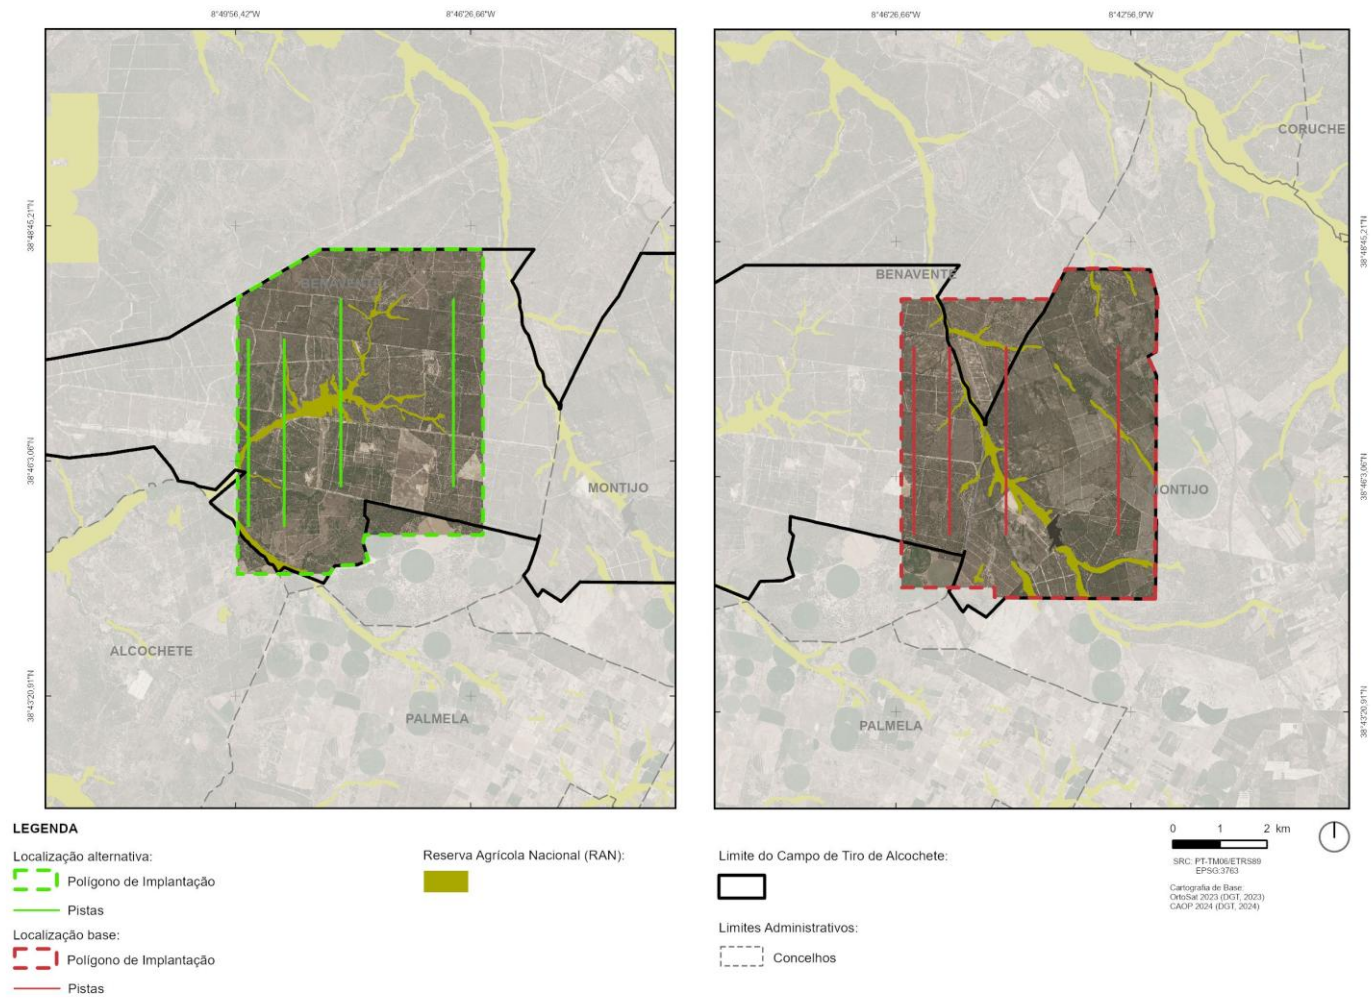 8°49'56,42"W
8°46'26,66"W
8°46'26,66"W
8°42'56,9"W
38°48'45,21"N
38°46'3,06"N
38°43'20,91"N
BENAVENTE
MONTIJO
ALCOCHETE
PALMELA
CORUCHE
BENAVENTE
MONTIJO
PALMELA
38°48'45,21"N
38°46'3,06"N
38°43'20,91"N
LEGENDA
Localização alternativa:
Polígono de Implantação
Pistas
Localização base:
Polígono de Implantação
Pistas
Reserva Agrícola Nacional (RAN):
Limite do Campo de Tiro de Alcochete:
Limites Administrativos:
Concelhos
0 1 2 km
SRC: PT-TM06/ETRS89
EPSG:3763
Cartografia de Base:
OrtoSat 2023 (DGT, 2023)
CAOP 2024 (DGT, 2024)